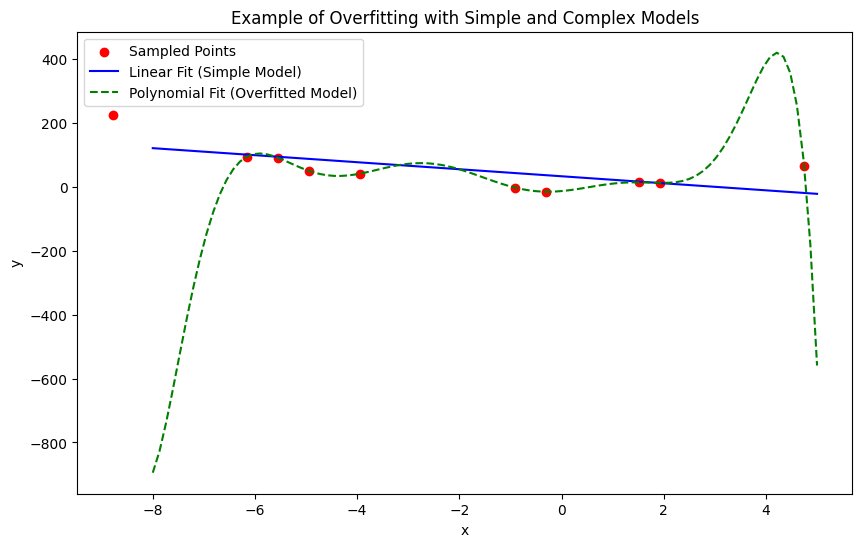 Example of Overfitting with Simple and Complex Models
Sampled Points
Linear Fit (Simple Model)
Polynomial Fit (Overfitted Model)
400
200
0
−200
−400
−600
−800
y
−8 −6 −4 −2 0 2 4
x